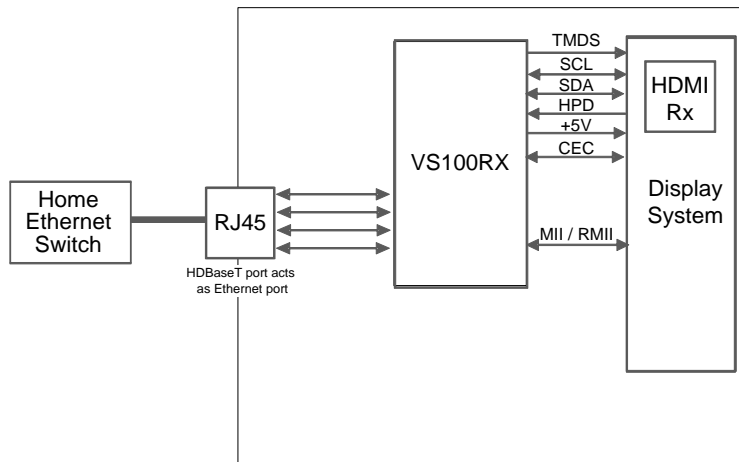 TMDS
SCL
SDA
HPD
+5V
CEC
MII / RMII
HDMI
Rx
VS100RX
Display
System
Home
Ethernet
Switch
RJ45
HDBaseT port acts
as Ethernet port